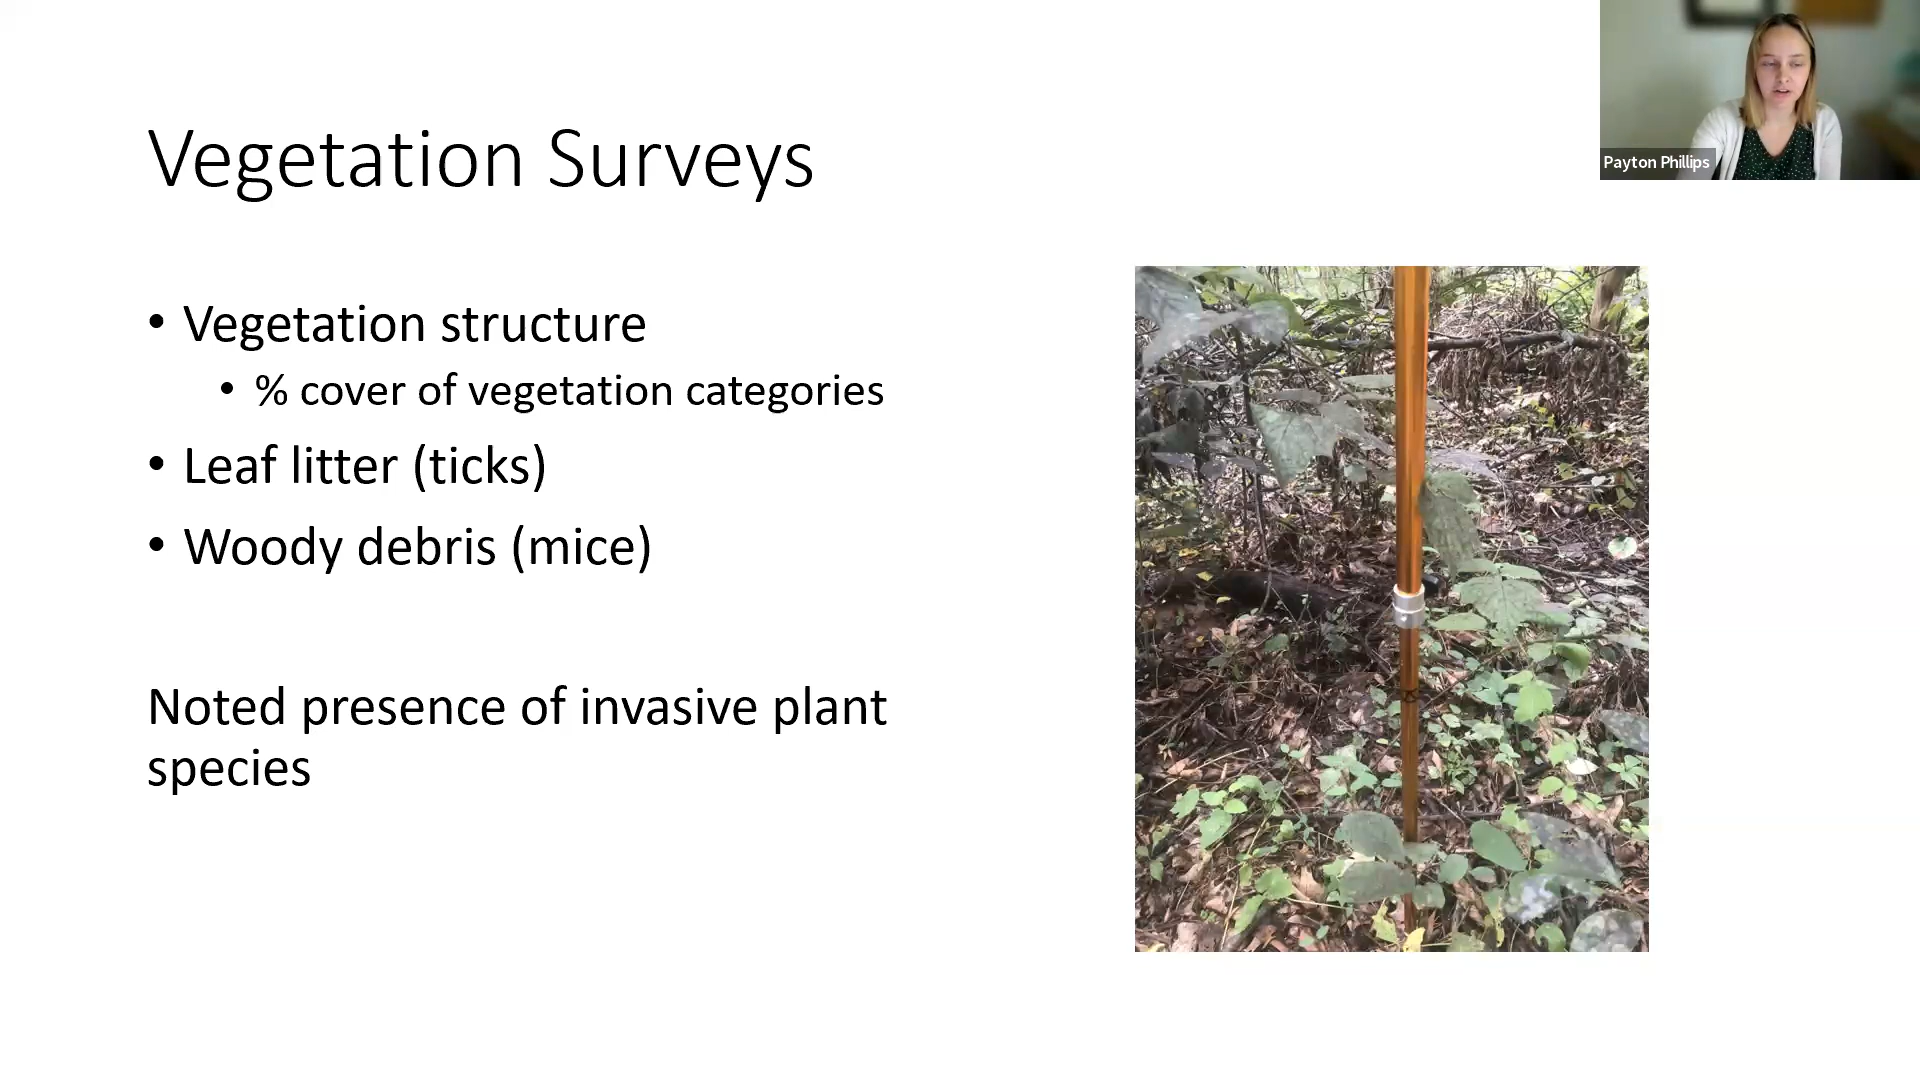 Vegetation Surveys
• Vegetation structure
• % cover of vegetation categories
• Leaf litter (ticks)
• Woody debris (mice)
Noted presence of invasive plant
species
Payton Phillips